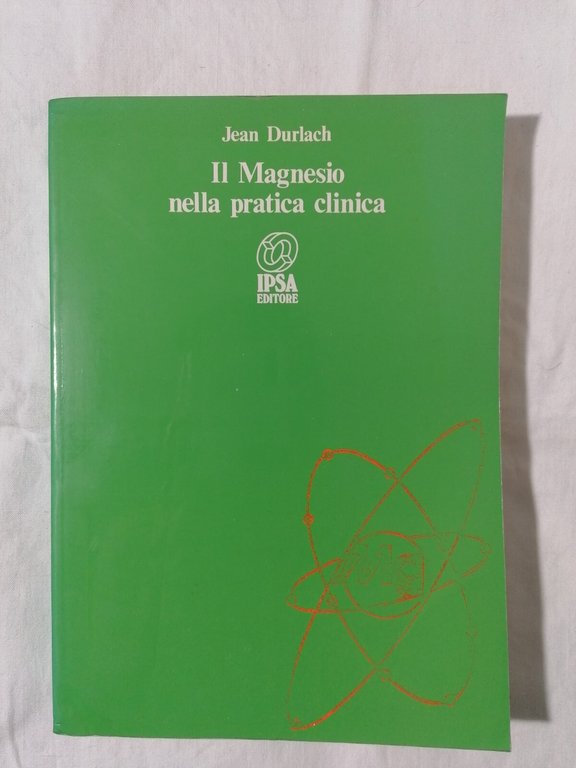 Jean Durlach
Il Magnesio
nella pratica clinica
IPSA
EDITORE